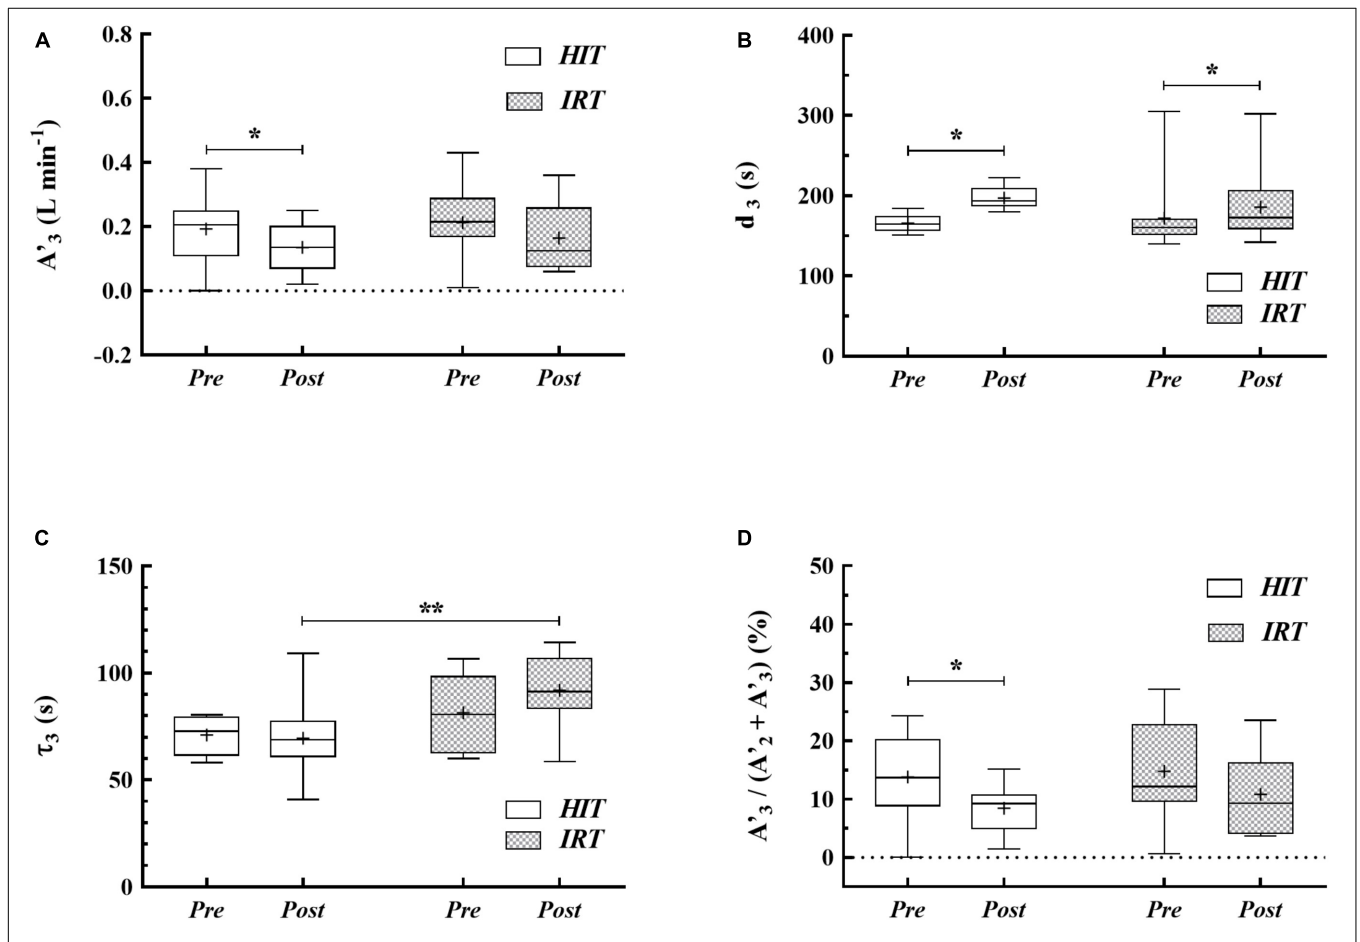 A
A’3 (L min-1)
0.8
0.6
0.4
0.2
0.0
-0.2
*
HIT
IRT
Pre Post Pre Post
B
d 3 (s)
400
300
200
100
0
*
*
HIT
IRT
Pre Post Pre Post
C
τ3 (s)
150
100
50
0
**
HIT
IRT
Pre Post Pre Post
D
A’3 / (A’2 + A’3) (%)
50
40
30
20
10
0
*
HIT
IRT
Pre Post Pre Post